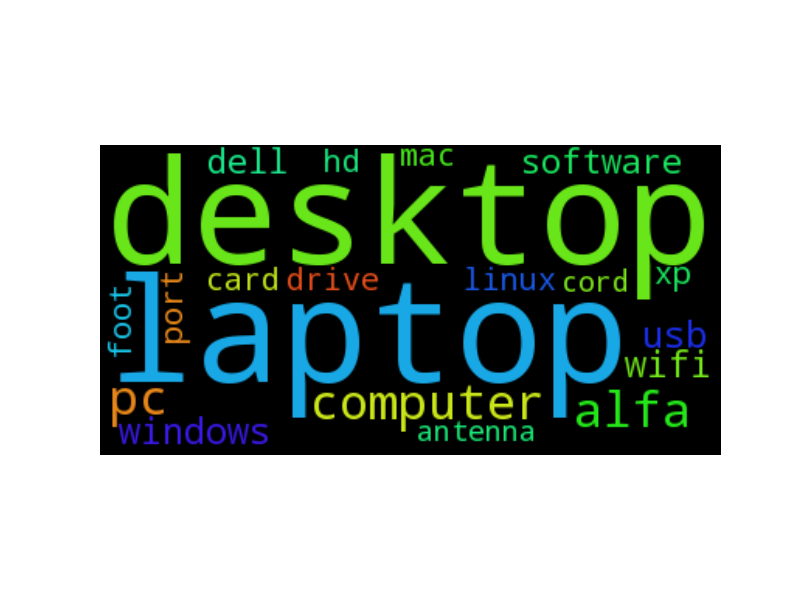 dell hd mac software
desktop
card drive linux cord xp
foot port laptop usb
wifi
pc computer alfa
windows antenna